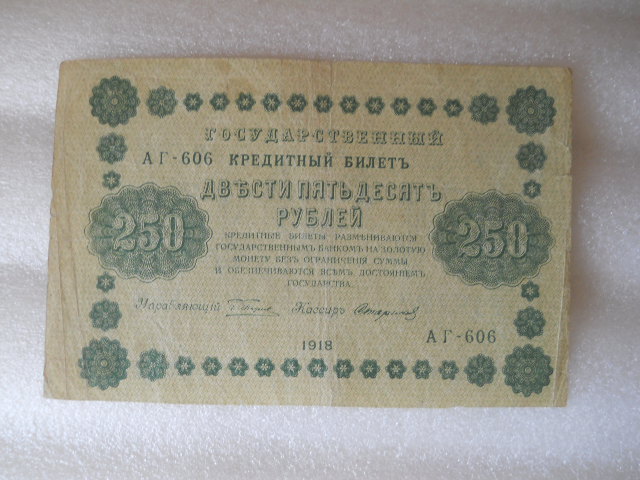 ГОСУДАРСТВЕННЫЙ
АГ-606 КРЕДИТНЫЙ БИЛЕТЪ
ДВѢСТИ ПЯТЬДЕСЯТЪ
РУБЛЕЙ
250 250
КРЕДИТНЫЕ БИЛЕТЫ РАЗМѢНИВАЮТСЯ
ГОСУДАРСТВЕННЫМЪ БАНКОМЪ НА ЗОЛОТУЮ
МОНЕТУ БЕЗЪ ОГРАНИЧЕНІЯ СУММЫ
И ОБЕЗПЕЧИВАЮТСЯ ВСѢМЪ ДОСТОЯНІЕМЪ
ГОСУДАРСТВА.
Управляющій Кассиръ
АГ-606
1918